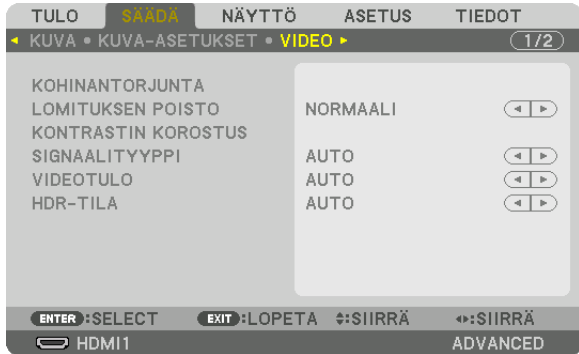 TULO SÄÄDÄ NÄYTTÖ ASETUS TIEDOT
◄ KUVA • KUVA-ASETUKSET • VIDEO ► (1/2)
KOHINANTORJUNTA
LOMITUKSEN POISTO NORMAALI
KONTRASTIN KOROSTUS
SIGNAALITYYPPI AUTO
VIDEOTULO AUTO
HDR-TILA AUTO
ENTER :SELECT EXIT :LOPETA :SIIRRÄ :SIIRRÄ
HDMI1 ADVANCED